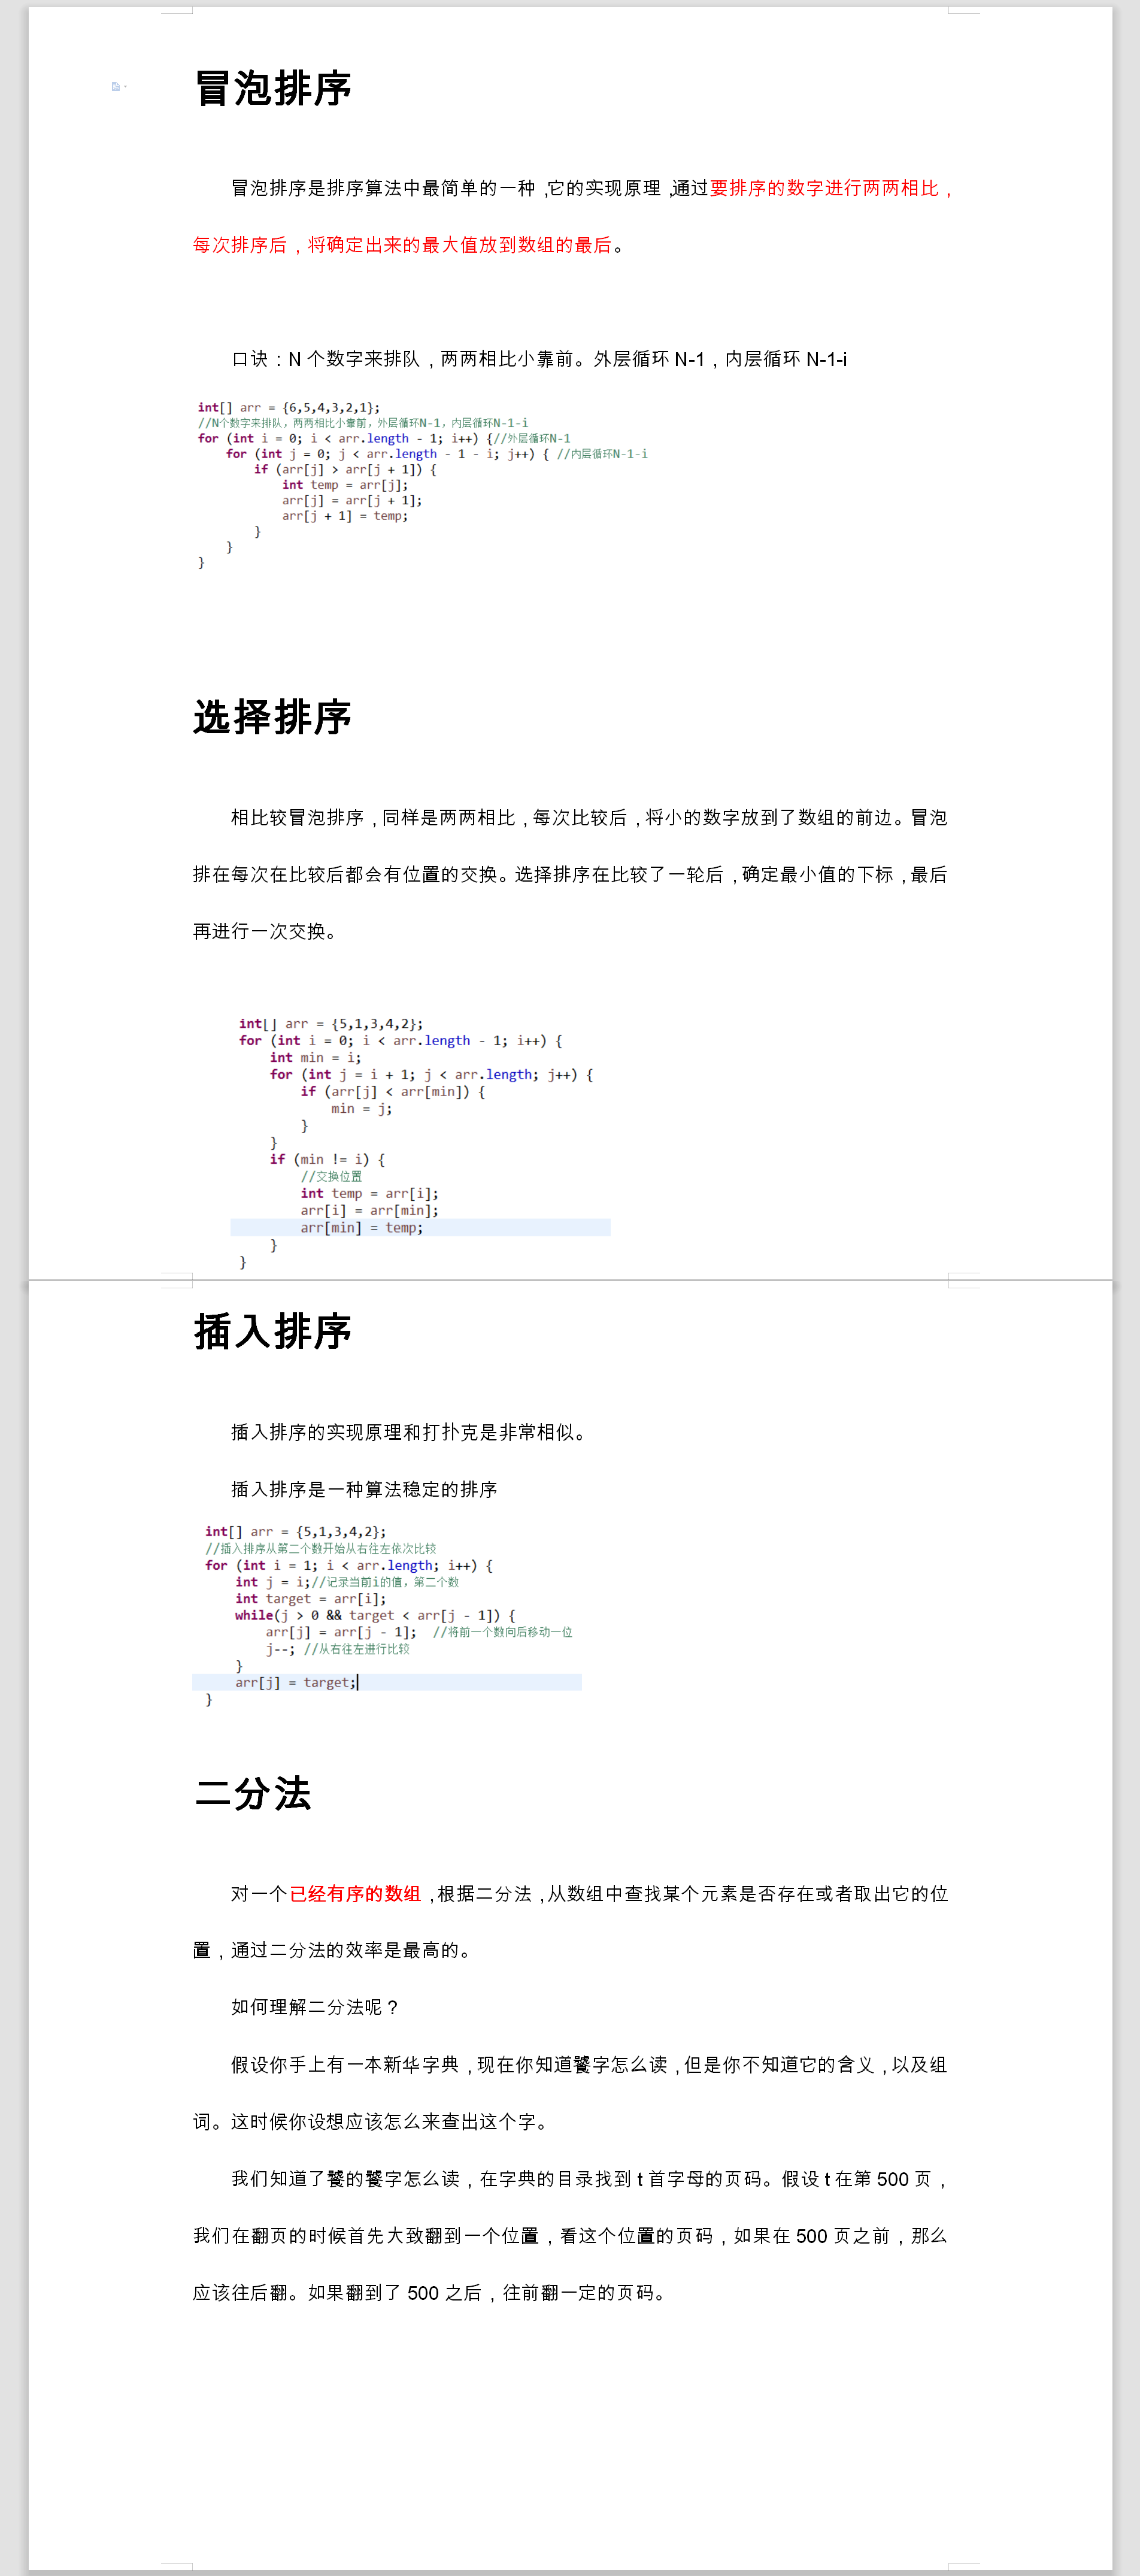 冒泡排序
冒泡排序是排序算法中最简单的一种，它的实现原理，通过要排序的数字进行两两相比，
每次排序后，将确定出来的最大值放到数组的最后。
口诀：N 个数字来排队，两两相比小靠前。外层循环 N-1，内层循环 N-1-i
int[] arr = {6,5,4,3,2,1};
//N个数字来排队，两两相比小靠前，外层循环N-1，内层循环N-1-i
for (int i = 0; i < arr.length - 1; i++) {//外层循环N-1
for (int j = 0; j < arr.length - 1 - i; j++) { //内层循环N-1-i
if (arr[j] > arr[j + 1]) {
int temp = arr[j];
arr[j] = arr[j + 1];
arr[j + 1] = temp;
}
}
}
选择排序
相比较冒泡排序，同样是两两相比，每次比较后，将小的数字放到了数组的前边。冒泡
排在每次在比较后都会有位置的交换。选择排序在比较了一轮后，确定最小值的下标，最后
再进行一次交换。
int[] arr = {5,1,3,4,2};
for (int i = 0; i < arr.length - 1; i++) {
int min = i;
for (int j = i + 1; j < arr.length; j++) {
if (arr[j] < arr[min]) {
min = j;
}
}
if (min != i) {
//交换位置
int temp = arr[i];
arr[i] = arr[min];
arr[min] = temp;
}
}
插入排序
插入排序的实现原理和打扑克是非常相似。
插入排序是一种算法稳定的排序
int[] arr = {5,1,3,4,2};
//插入排序从第二个数开始从右往左依次比较
for (int i = 1; i < arr.length; i++) {
int j = i;//记录当前i的值，第二个数
int target = arr[i];
while(j > 0 && target < arr[j - 1]) {
arr[j] = arr[j - 1]; //将前一个数向后移动一位
j--; //从右往左进行比较
}
arr[j] = target;
}
二分法
对一个已经有序的数组，根据二分法，从数组中查找某个元素是否存在或者取出它的位
置，通过二分法的效率是最高的。
如何理解二分法呢？
假设你手上有一本新华字典，现在你知道饕字怎么读，但是你不知道它的含义，以及组
词。这时候你设想应该怎么来查出这个字。
我们知道了饕的饕字怎么读，在字典的目录找到 t 首字母的页码。假设 t 在第 500 页，
我们在翻页的时候首先大致翻到一个位置，看这个位置的页码，如果在 500 页之前，那么
应该往后翻。如果翻到了 500 之后，往前翻一定的页码。